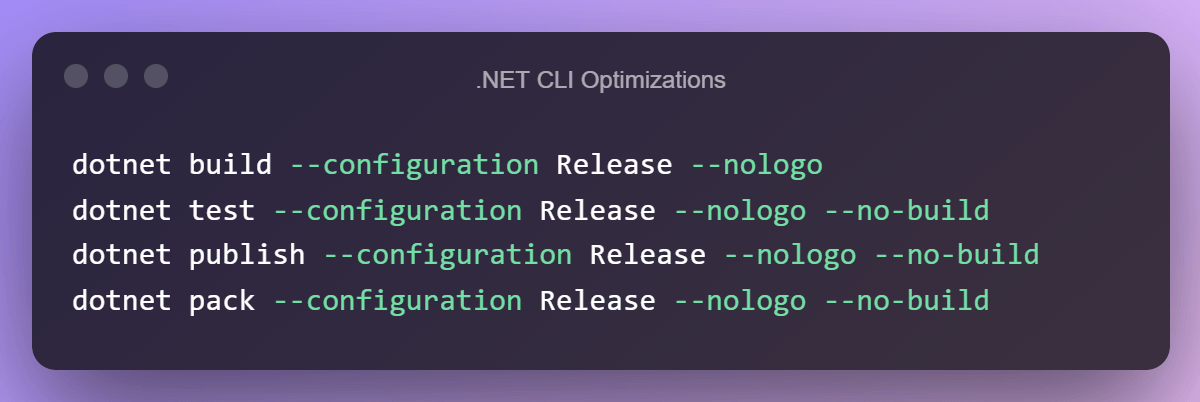 .NET CLI Optimizations
dotnet build --configuration Release --nologo
dotnet test --configuration Release --nologo --no-build
dotnet publish --configuration Release --nologo --no-build
dotnet pack --configuration Release --nologo --no-build